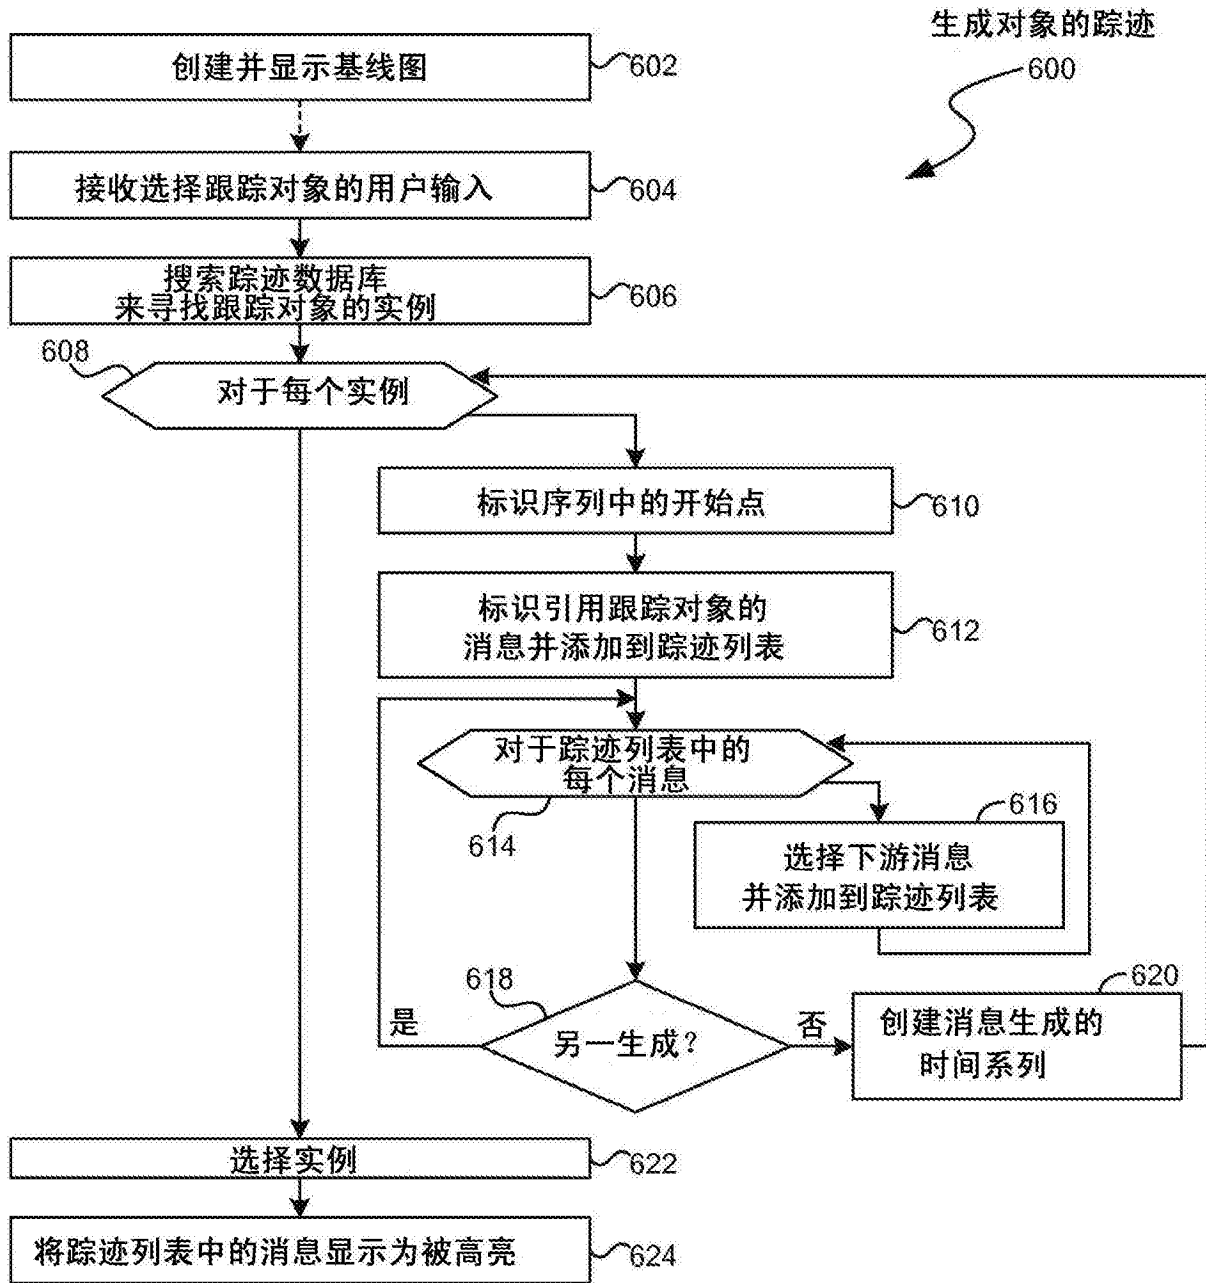 生成对象的踪迹
600
创建并显示基线图
602
接收选择跟踪对象的用户输入
604
搜索踪迹数据库
来寻找跟踪对象的实例
606
608
对于每个实例
标识序列中的开始点
610
标识引用跟踪对象的
消息并添加到踪迹列表
612
对于踪迹列表中的
每个消息
614
616
选择下游消息
并添加到踪迹列表
618
另一生成？
是
否
620
创建消息生成的
时间系列
选择实例
622
将踪迹列表中的消息显示为被高亮
624